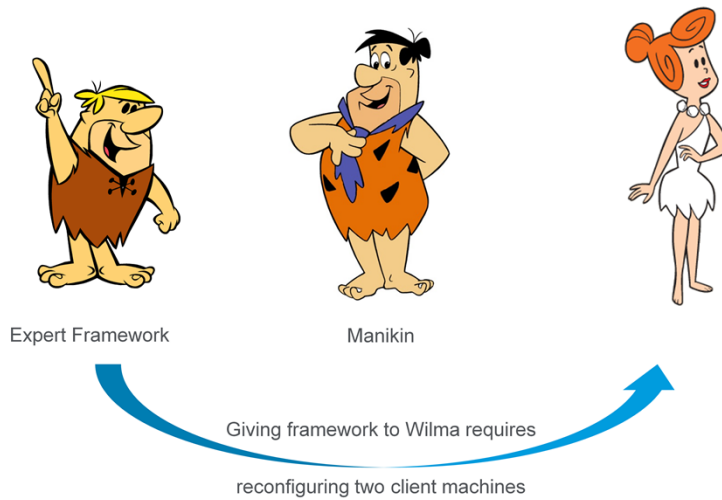 Expert Framework
Manikin
Giving framework to Wilma requires
reconfiguring two client machines